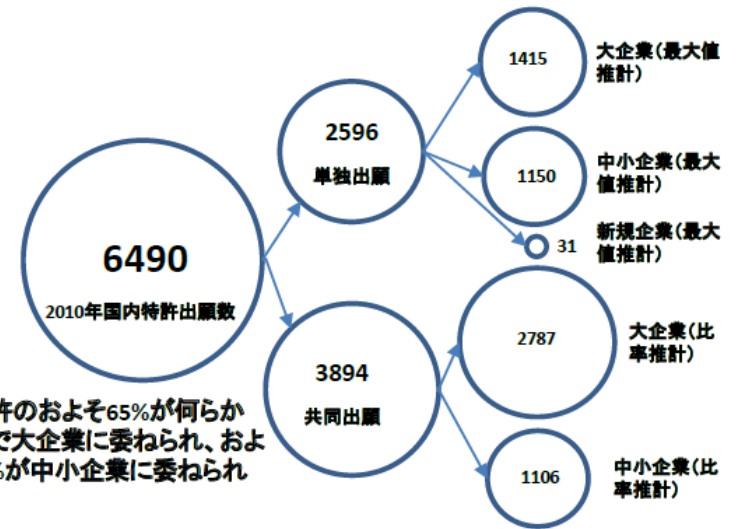 6490
2010年国内特許出願数
2596
単独出願
3894
共同出願
1415
大企業(最大値
推計)
1150
中小企業(最大
値推計)
31
新規企業(最大
値推計)
2787
大企業(比
率推計)
1106
中小企業(比
率推計)
許のおよそ65%が何らか
で大企業に委ねられ、およ
%が中小企業に委ねられ